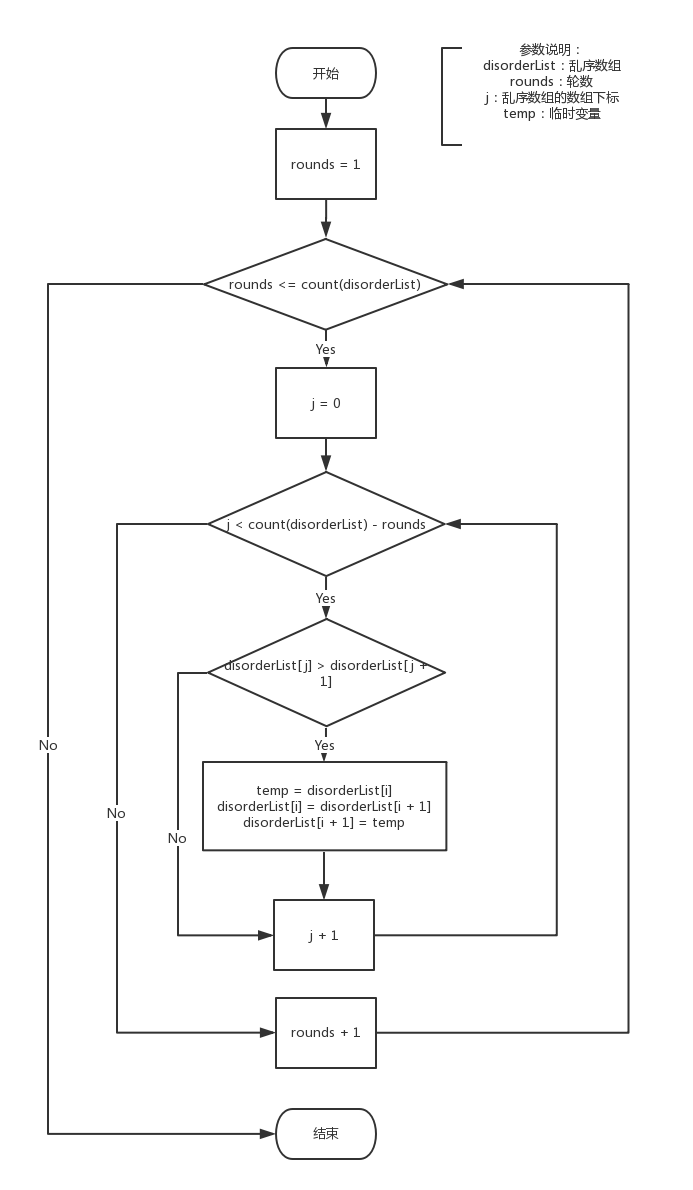 开始
参数说明：
disorderList：乱序数组
rounds：轮数
j：乱序数组的数组下标
temp：临时变量
rounds = 1
rounds <= count(disorderList)
Yes
j = 0
j < count(disorderList) - rounds
Yes
disorderList[j] > disorderList[j +
1]
No
Yes
temp = disorderList[i]
disorderList[i] = disorderList[i + 1]
disorderList[i + 1] = temp
No
No
j + 1
rounds + 1
结束